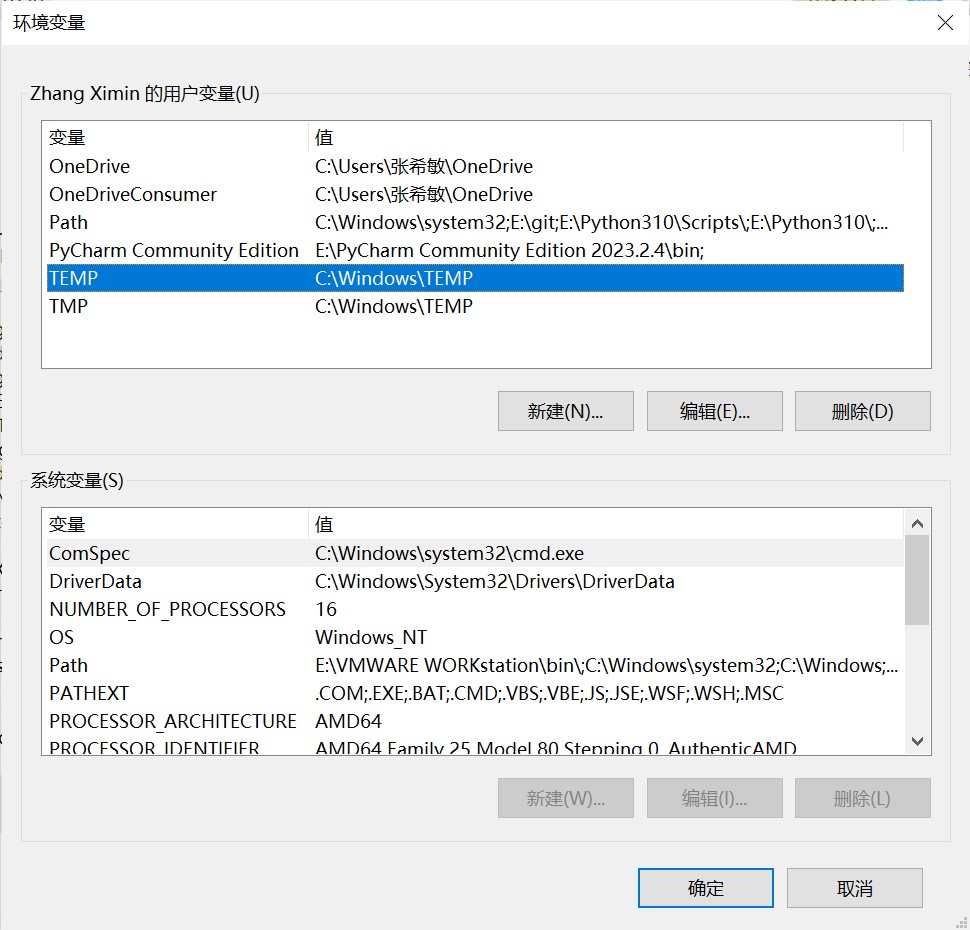 环境变量
Zhang Ximin 的用户变量(U)
变量 值
OneDrive C:\Users\张希敏\OneDrive
OneDriveConsumer C:\Users\张希敏\OneDrive
Path C:\Windows\system32;E:\git;E:\Python310\Scripts\;E:\Python310\;...
PyCharm Community Edition E:\PyCharm Community Edition 2023.2.4\bin;
TEMP C:\Windows\TEMP
TMP C:\Windows\TEMP
新建(N)... 编辑(E)... 删除(D)
系统变量(S)
变量 值
ComSpec C:\Windows\system32\cmd.exe
DriverData C:\Windows\System32\Drivers\DriverData
NUMBER_OF_PROCESSORS 16
OS Windows_NT
Path E:\VMWARE WORKstation\bin\;C:\Windows\system32;C:\Windows;...
PATHEXT .COM;.EXE;.BAT;.CMD;.VBS;.VBE;.JS;.JSE;.WSF;.WSH;.MSC
PROCESSOR_ARCHITECTURE AMD64
PROCESSOR_IDENTIFIER AMD64 Family 25 Model 80 Stepping 0, AuthenticAMD
新建(W)... 编辑(I)... 删除(L)
确定 取消